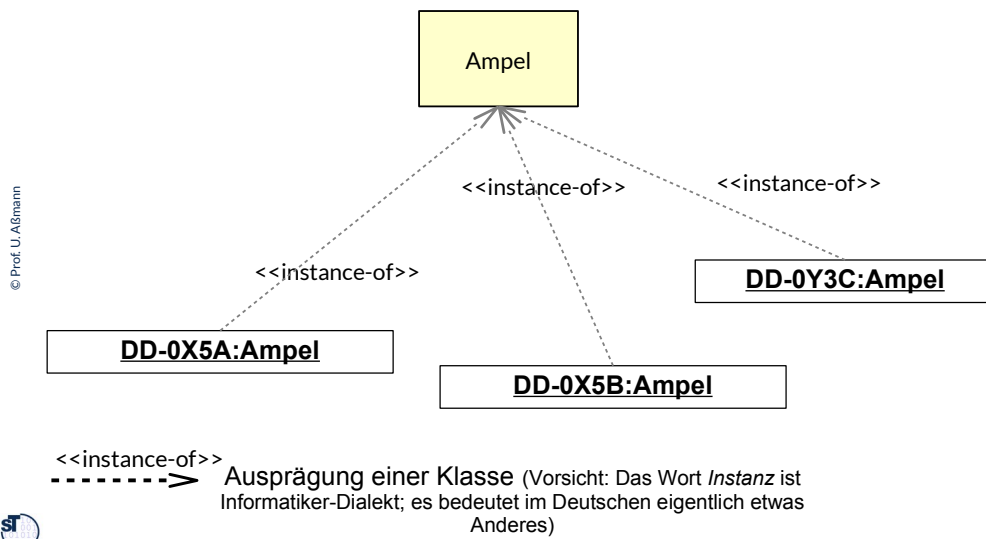 Ampel
<<instance-of>>
<<instance-of>>
© Prof. U. Aßmann
<<instance-of>>
DD-0Y3C:Ampel
DD-0X5A:Ampel
DD-0X5B:Ampel
<<instance-of>>
Ausprägung einer Klasse (Vorsicht: Das Wort Instanz ist
Informatiker-Dialekt; es bedeutet im Deutschen eigentlich etwas
Anderes)
ST